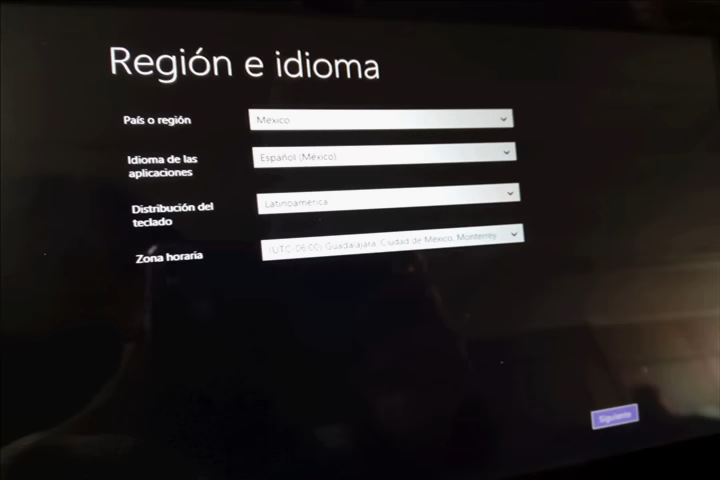 Región e idioma
País o región
México
Idioma de las
aplicaciones
Español (México)
Distribución del
teclado
Latinoamérica
Zona horaria
(UTC-06:00) Guadalajara, Ciudad de México, Monterrey
Siguiente